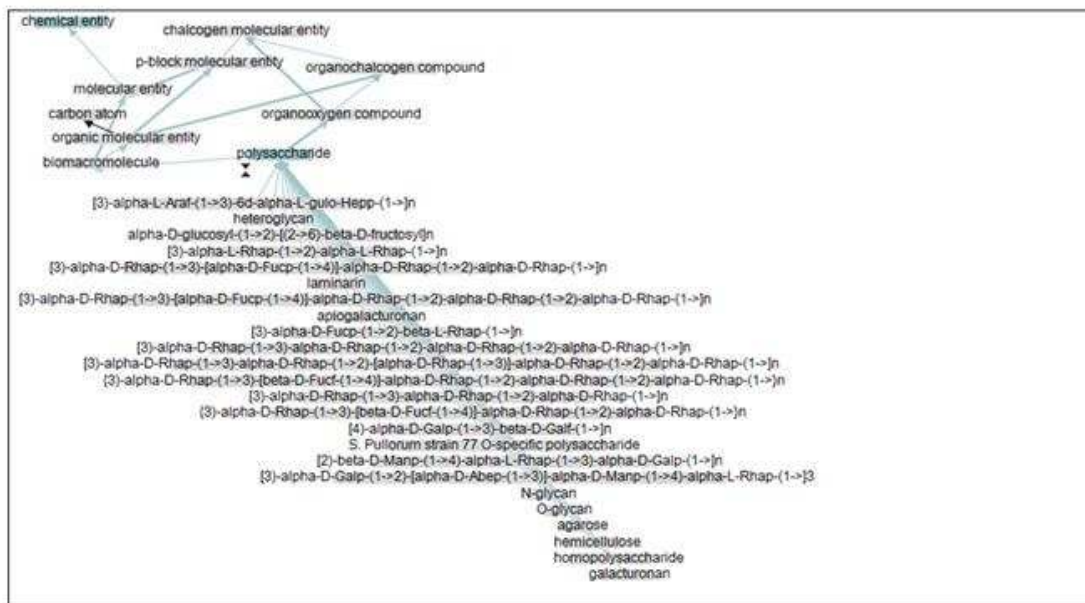 chemical entity
chalcogen molecular entity
p-block molecular entity
organochalcogen compound
molecular entity
carbon atom
organooxygen compound
organic molecular entity
polysaccharide
biomacromolecule
[3)-alpha-L-Araf-(1->3)-6d-alpha-L-gulo-Hepp-(1->]n
heteroglycan
alpha-D-glucosyl-(1->2)-[(2->6)-beta-D-fructosyl]n
[3)-alpha-L-Rhap-(1->2)-alpha-L-Rhap-(1->]n
[3)-alpha-D-Rhap-(1->3)-[alpha-D-Fucp-(1->4)]-alpha-D-Rhap-(1->2)-alpha-D-Rhap-(1->]n
laminarin
[3)-alpha-D-Rhap-(1->3)-[alpha-D-Fucp-(1->4)]-alpha-D-Rhap-(1->2)-alpha-D-Rhap-(1->2)-alpha-D-Rhap-(1->]n
apiogalacturonan
[3)-alpha-D-Fucp-(1->2)-beta-L-Rhap-(1->]n
[3)-alpha-D-Rhap-(1->3)-alpha-D-Rhap-(1->2)-alpha-D-Rhap-(1->2)-alpha-D-Rhap-(1->]n
[3)-alpha-D-Rhap-(1->3)-alpha-D-Rhap-(1->2)-[alpha-D-Rhap-(1->3)]-alpha-D-Rhap-(1->2)-alpha-D-Rhap-(1->]n
{3)-alpha-D-Rhap-(1->3)-[beta-D-Fucf-(1->4)]-alpha-D-Rhap-(1->2)-alpha-D-Rhap-(1->2)-alpha-D-Rhap-(1->}n
[3)-alpha-D-Rhap-(1->3)-alpha-D-Rhap-(1->2)-alpha-D-Rhap-(1->]n
{3)-alpha-D-Rhap-(1->3)-[beta-D-Fucf-(1->4)]-alpha-D-Rhap-(1->2)-alpha-D-Rhap-(1->}n
[4)-alpha-D-Galp-(1->3)-beta-D-Galf-(1->]n
S. Pullorum strain 77 O-specific polysaccharide
[2)-beta-D-Manp-(1->4)-alpha-L-Rhap-(1->3)-alpha-D-Galp-(1->]n
[3)-alpha-D-Galp-(1->2)-[alpha-D-Abep-(1->3)]-alpha-D-Manp-(1->4)-alpha-L-Rhap-(1->]3
N-glycan
O-glycan
agarose
hemicellulose
homopolysaccharide
galacturonan